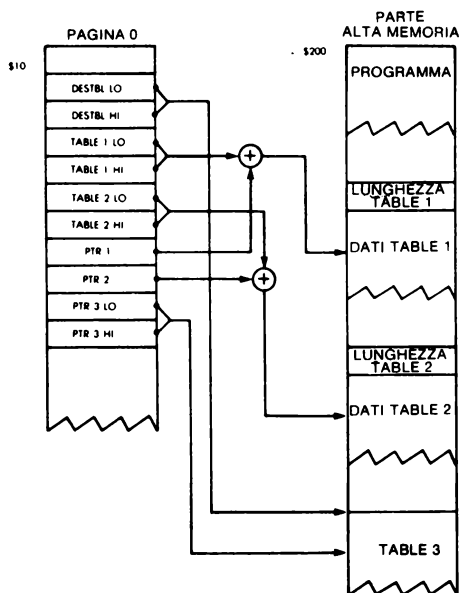 PAGINA 0
$10
DESTBL LO
DESTBL HI
TABLE 1 LO
TABLE 1 HI
TABLE 2 LO
TABLE 2 HI
PTR 1
PTR 2
PTR 3 LO
PTR 3 HI
+
+
PARTE
ALTA MEMORIA
$200
PROGRAMMA
LUNGHEZZA
TABLE 1
DATI TABLE 1
LUNGHEZZA
TABLE 2
DATI TABLE 2
TABLE 3